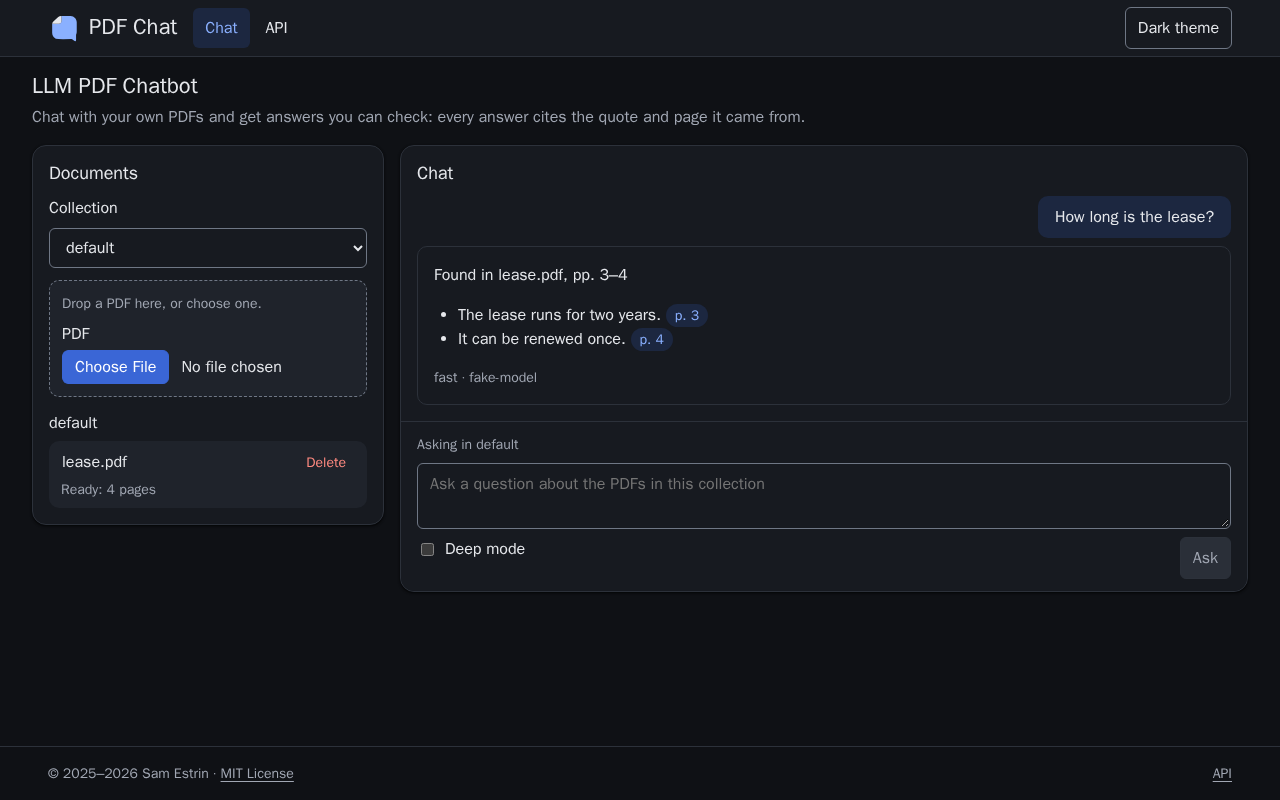 PDF Chat
Chat
API
Dark theme
LLM PDF Chatbot
Chat with your own PDFs and get answers you can check: every answer cites the quote and page it came from.
Documents
Collection
default
Drop a PDF here, or choose one.
PDF
Choose File No file chosen
default
lease.pdf
Delete
Ready: 4 pages
Chat
How long is the lease?
Found in lease.pdf, pp. 3–4
• The lease runs for two years. p. 3
• It can be renewed once. p. 4
fast · fake-model
Asking in default
Ask a question about the PDFs in this collection
Deep mode
Ask
© 2025–2026 Sam Estrin · MIT License
API